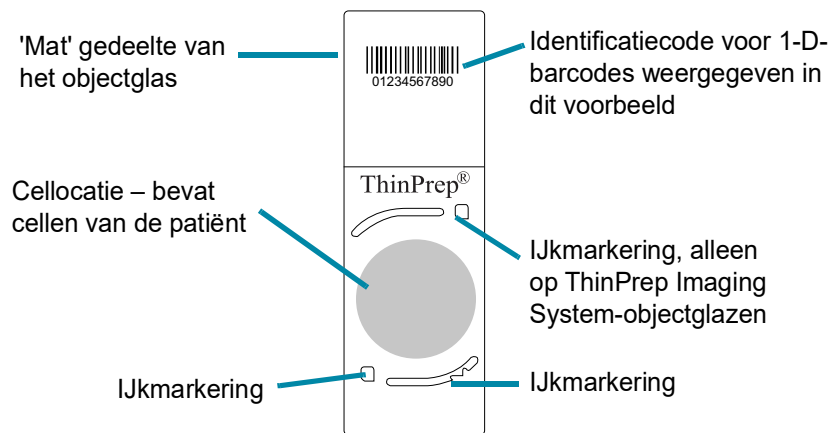 'Mat' gedeelte van
het objectglas
01234567890
Identificatiecode voor 1-D-
barcodes weergegeven in
dit voorbeeld
ThinPrep®
Cellocatie – bevat
cellen van de patiënt
IJkmarkering, alleen
op ThinPrep Imaging
System-objectglazen
IJkmarkering
IJkmarkering